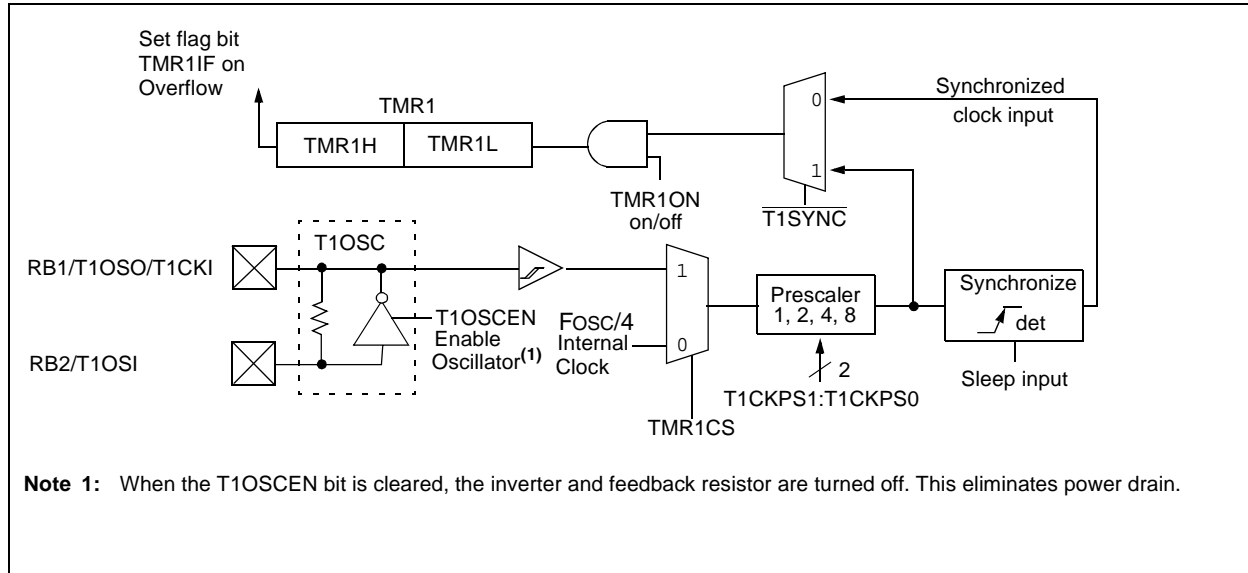 Set flag bit
TMR1IF on
Overflow
TMR1
TMR1H
TMR1L
TMR1ON
on/off
0
1
T1SYNC
Synchronized
clock input
RB1/T1OSO/T1CKI
RB2/T1OSI
T1OSC
T1OSCEN
Enable
Oscillator(1)
FOSC/4
Internal
Clock
1
0
TMR1CS
Prescaler
1, 2, 4, 8
2
T1CKPS1:T1CKPS0
Synchronize
det
Sleep input
Note 1: When the T1OSCEN bit is cleared, the inverter and feedback resistor are turned off. This eliminates power drain.